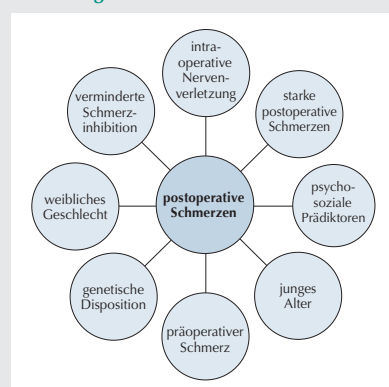 intra-
operative
Nerven-
verletzung
starke
postoperative
Schmerzen
psycho-
soziale
Prädiktoren
junges
Alter
präoperativer
Schmerz
genetische
Disposition
weibliches
Geschlecht
verminderte
Schmerz-
inhibition
postoperative
Schmerzen